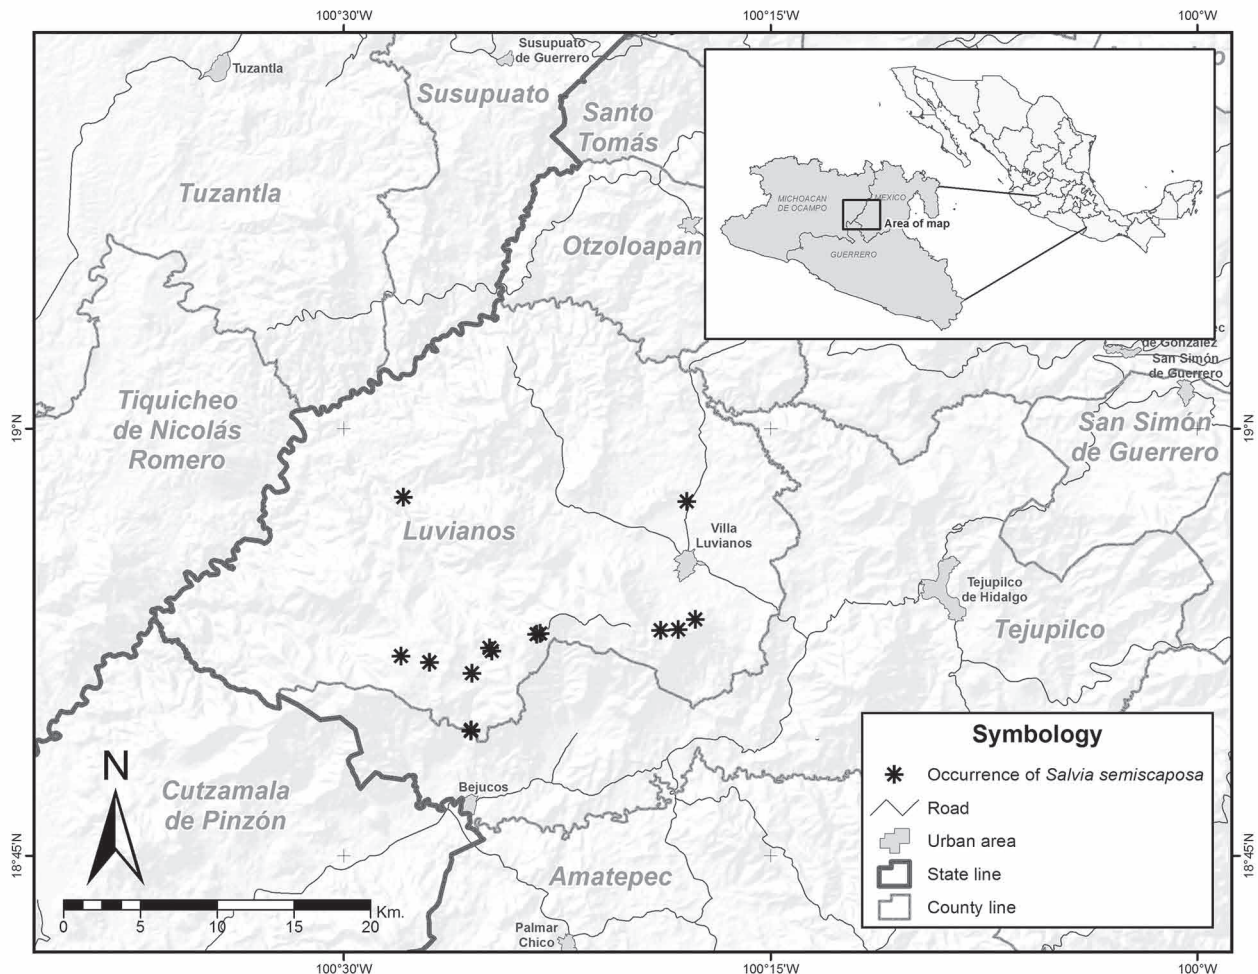 100°30'W
100°15'W
100°W
Tuzantla
Susupuato
de Guerrero
Susupuato
Santo
Tomás
Tuzantla
Otzoloapan
MICHOACAN
DE OCAMPO
MEXICO
Area of map
GUERRERO
de González
San Simón
de Guerrero
Tiquicheo
de Nicolás
Romero
19°N
19°N
San Simón
de Guerrero
Luvianos
Villa
Luvianos
Tejupilco
de Hidalgo
Tejupilco
N
Cutzamala
de Pinzón
Bejucos
Amatepec
Palmar
Chico
18°45'N
18°45'N
0 5 10 15 20 Km.
Symbology
Occurrence of Salvia semiscaposa
Road
Urban area
State line
County line
100°30'W
100°15'W
100°W